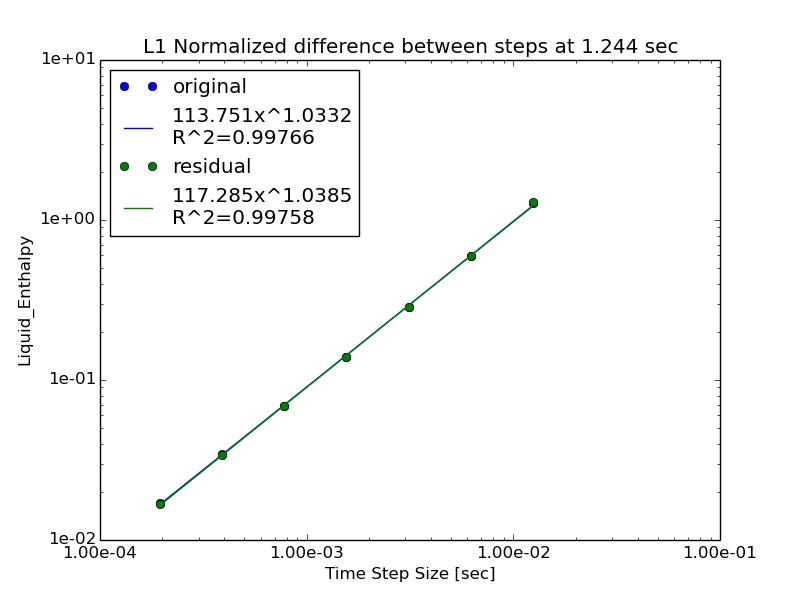 L1 Normalized difference between steps at 1.244 sec
1e+01
original
113.751x^1.0332
R^2=0.99766
residual
117.285x^1.0385
R^2=0.99758
1e+00
Liquid_Enthalpy
1e-01
1e-02
1.00e-04
1.00e-03
1.00e-02
1.00e-01
Time Step Size [sec]